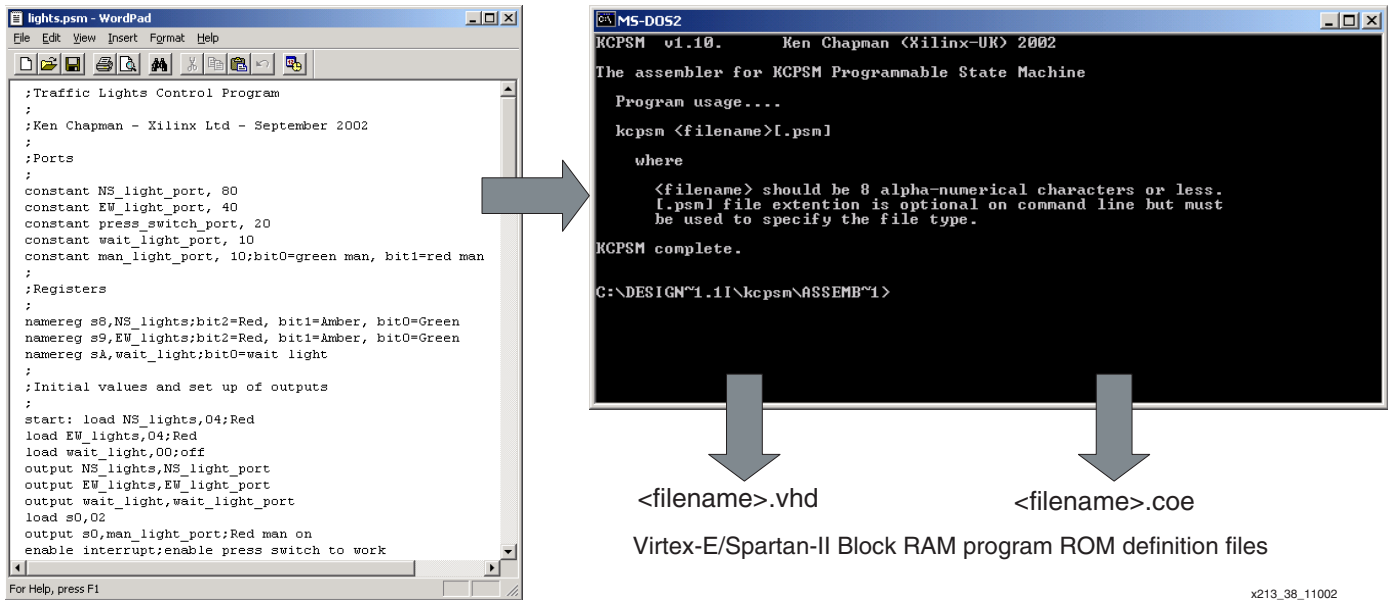 lights.psm - WordPad
File Edit View Insert Format Help
;Traffic Lights Control Program
;
;Ken Chapman - Xilinx Ltd - September 2002
;
;Ports
;
constant NS_light_port, 80
constant EW_light_port, 40
constant press_switch_port, 20
constant wait_light_port, 10
constant man_light_port, 10;bit0=green man, bit1=red man
;
;Registers
;
namereg s8,NS_lights;bit2=Red, bit1=Amber, bit0=Green
namereg s9,EW_lights;bit2=Red, bit1=Amber, bit0=Green
namereg sA,wait_light;bit0=wait light
;
;Initial values and set up of outputs
;
start: load NS_lights,04;Red
load EW_lights,04;Red
load wait_light,00;off
output NS_lights,NS_light_port
output EW_lights,EW_light_port
output wait_light,wait_light_port
load s0,02
output s0,man_light_port;Red man on
enable interrupt;enable press switch to work
For Help, press F1
MS-DOS2
KCPSM v1.10. Ken Chapman (Xilinx-UK) 2002
The assembler for KCPSM Programmable State Machine
Program usage....
kcpsm <filename>[.psm]
where
<filename> should be 8 alpha-numerical characters or less.
[.psm] file extention is optional on command line but must
be used to specify the file type.
KCPSM complete.
C:\DESIGN~1.1I\kcpsm\ASSEMB~1>
<filename>.vhd
<filename>.coe
Virtex-E/Spartan-II Block RAM program ROM definition files
x213_38_11002